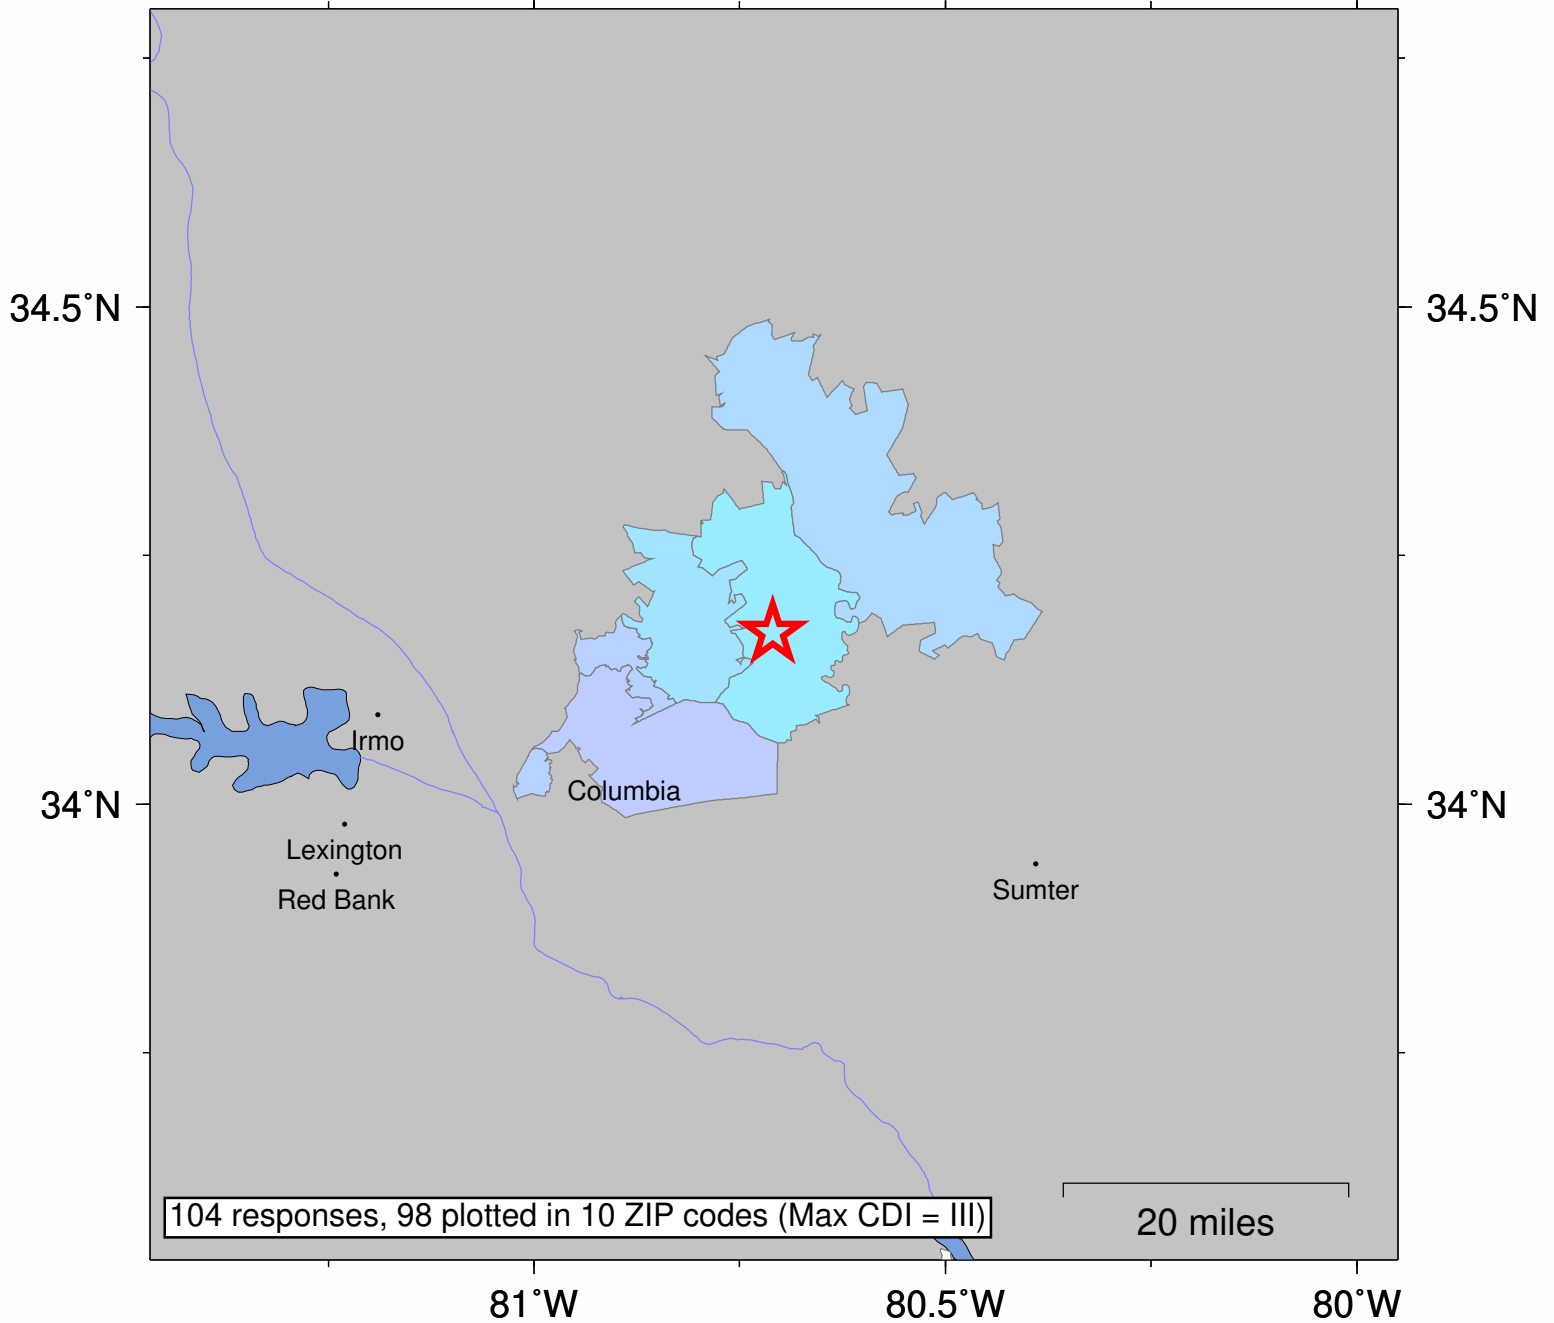 34.5˚N
34.5˚N
Irmo
Columbia
34˚N
34˚N
Lexington
Red Bank
Sumter
104 responses, 98 plotted in 10 ZIP codes (Max CDI = III)
20 miles
81˚W
80.5˚W
80˚W